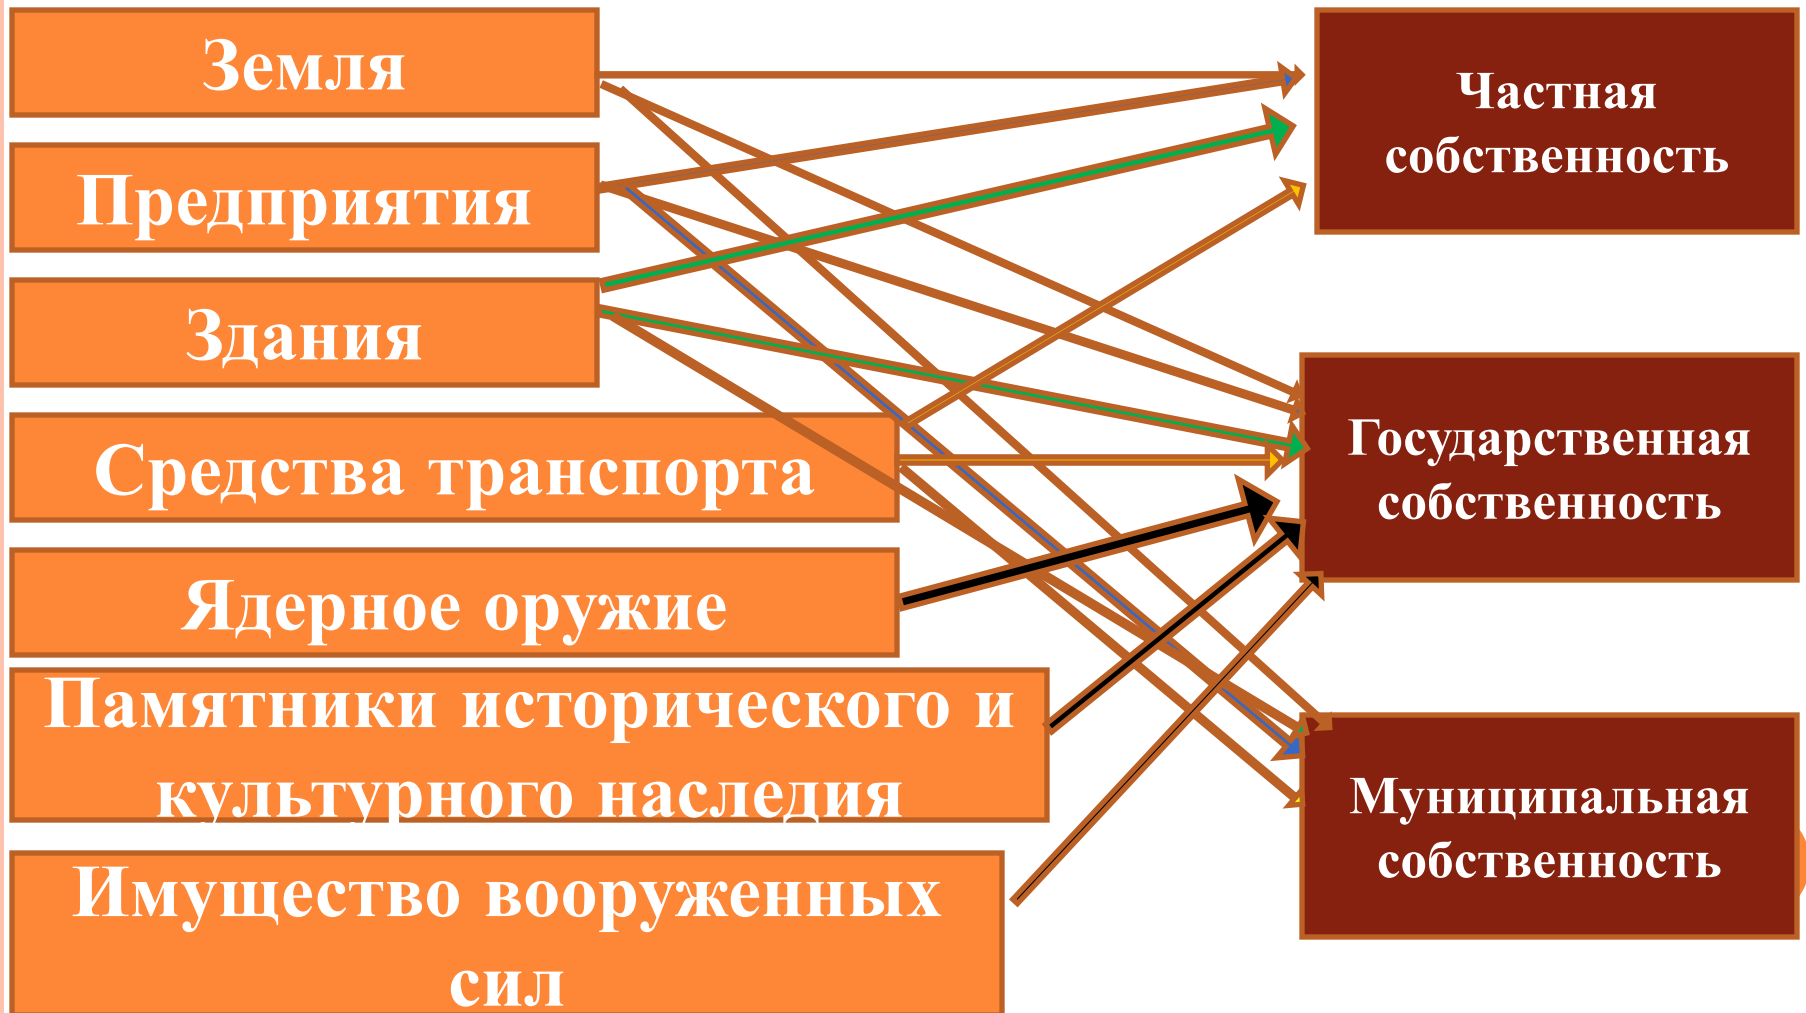 Земля
Предприятия
Здания
Средства транспорта
Ядерное оружие
Памятники исторического и
культурного наследия
Имущество вооруженных
сил
Частная
собственность
Государственная
собственность
Муниципальная
собственность